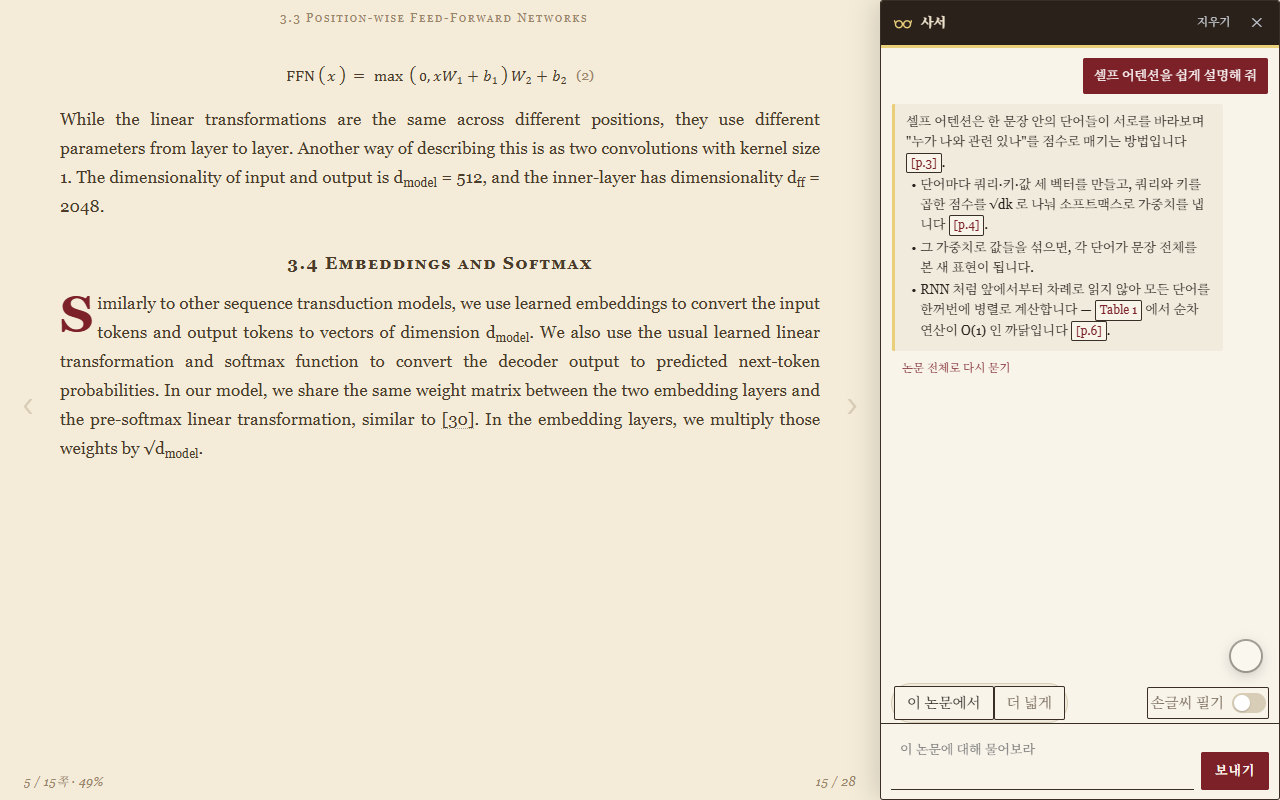 3.3 Position-wise Feed-Forward Networks
FFN ( x ) = max ( 0, xW1 + b1 ) W2 + b2 (2)
While the linear transformations are the same across different positions, they use different
parameters from layer to layer. Another way of describing this is as two convolutions with kernel size
1. The dimensionality of input and output is dmodel = 512, and the inner-layer has dimensionality dff =
2048.
3.4 Embeddings and Softmax
Similarly to other sequence transduction models, we use learned embeddings to convert the input
tokens and output tokens to vectors of dimension dmodel. We also use the usual learned linear
transformation and softmax function to convert the decoder output to predicted next-token
probabilities. In our model, we share the same weight matrix between the two embedding layers and
the pre-softmax linear transformation, similar to [30]. In the embedding layers, we multiply those
weights by √dmodel.
‹
›
5 / 15쪽 · 49%
15 / 28
사서
지우기 ×
셀프 어텐션을 쉽게 설명해 줘
셀프 어텐션은 한 문장 안의 단어들이 서로를 바라보며
"누가 나와 관련 있나"를 점수로 매기는 방법입니다
[p.3].
• 단어마다 쿼리·키·값 세 벡터를 만들고, 쿼리와 키를
곱한 점수를 √dk 로 나눠 소프트맥스로 가중치를 냅
니다 [p.4].
• 그 가중치로 값들을 섞으면, 각 단어가 문장 전체를
본 새 표현이 됩니다.
• RNN 처럼 앞에서부터 차례로 읽지 않아 모든 단어를
한꺼번에 병렬로 계산합니다 — Table 1 에서 순차
연산이 O(1) 인 까닭입니다 [p.6].
논문 전체로 다시 묻기
이 논문에서 더 넓게 손글씨 필기
이 논문에 대해 물어보라
보내기